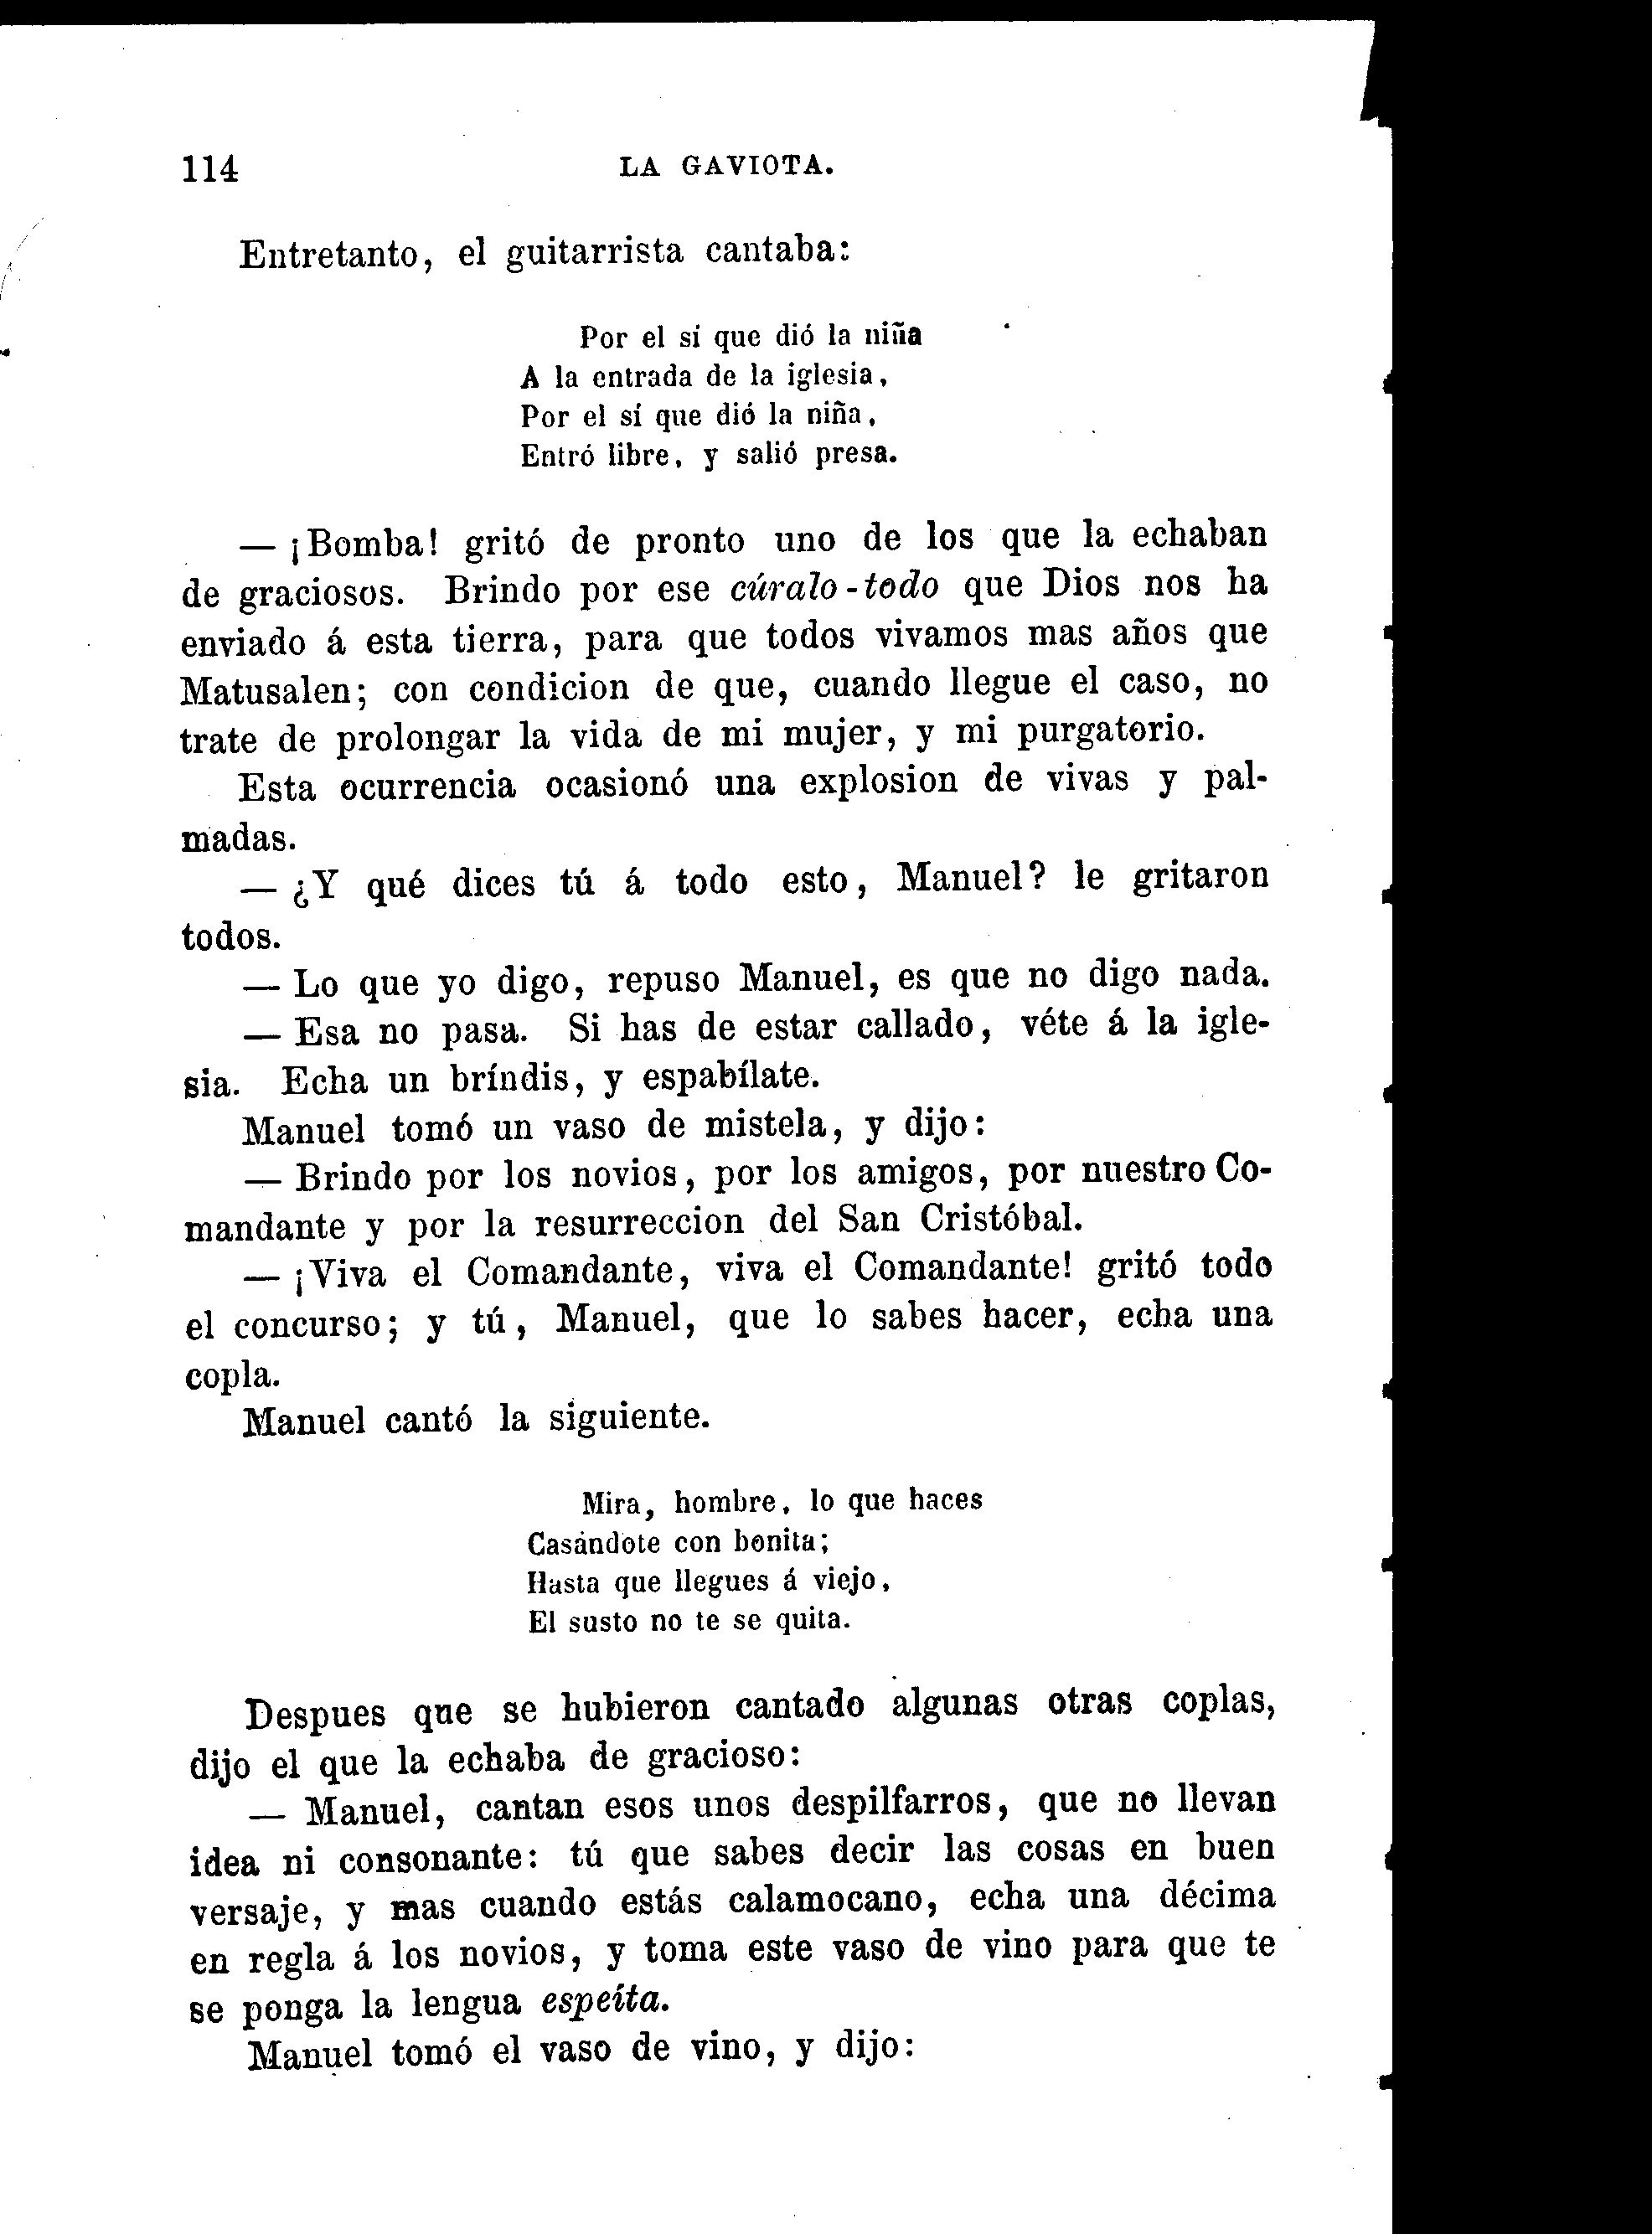 114 LA GAVIOTA.
Entretanto, el guitarrista cantaba:
Por el sí que dió la niña
A la entrada de la iglesia,
Por el sí que dió la niña,
Entró libre, y salió presa.
— ¡Bomba! gritó de pronto uno de los que la echaban
de graciosos. Brindo por ese cúralo-todo que Dios nos ha
enviado á esta tierra, para que todos vivamos mas años que
Matusalen; con condicion de que, cuando llegue el caso, no
trate de prolongar la vida de mi mujer, y mi purgatorio.
Esta ocurrencia ocasionó una explosion de vivas y pal-
madas.
— ¿Y qué dices tú á todo esto, Manuel? le gritaron
todos.
— Lo que yo digo, repuso Manuel, es que no digo nada.
— Esa no pasa. Si has de estar callado, véte á la igle-
sia. Echa un bríndis, y espabílate.
Manuel tomó un vaso de mistela, y dijo:
— Brindo por los novios, por los amigos, por nuestro Co-
mandante y por la resurreccion del San Cristóbal.
— ¡Viva el Comandante, viva el Comandante! gritó todo
el concurso; y tú, Manuel, que lo sabes hacer, echa una
copla.
Manuel cantó la siguiente.
Mira, hombre, lo que haces
Casándote con bonita;
Hasta que llegues á viejo,
El susto no te se quita.
Despues que se hubieron cantado algunas otras coplas,
dijo el que la echaba de gracioso:
— Manuel, cantan esos unos despilfarros, que no llevan
idea ni consonante: tú que sabes decir las cosas en buen
versaje, y mas cuando estás calamocano, echa una décima
en regla á los novios, y toma este vaso de vino para que te
se ponga la lengua espeíta.
Manuel tomó el vaso de vino, y dijo: